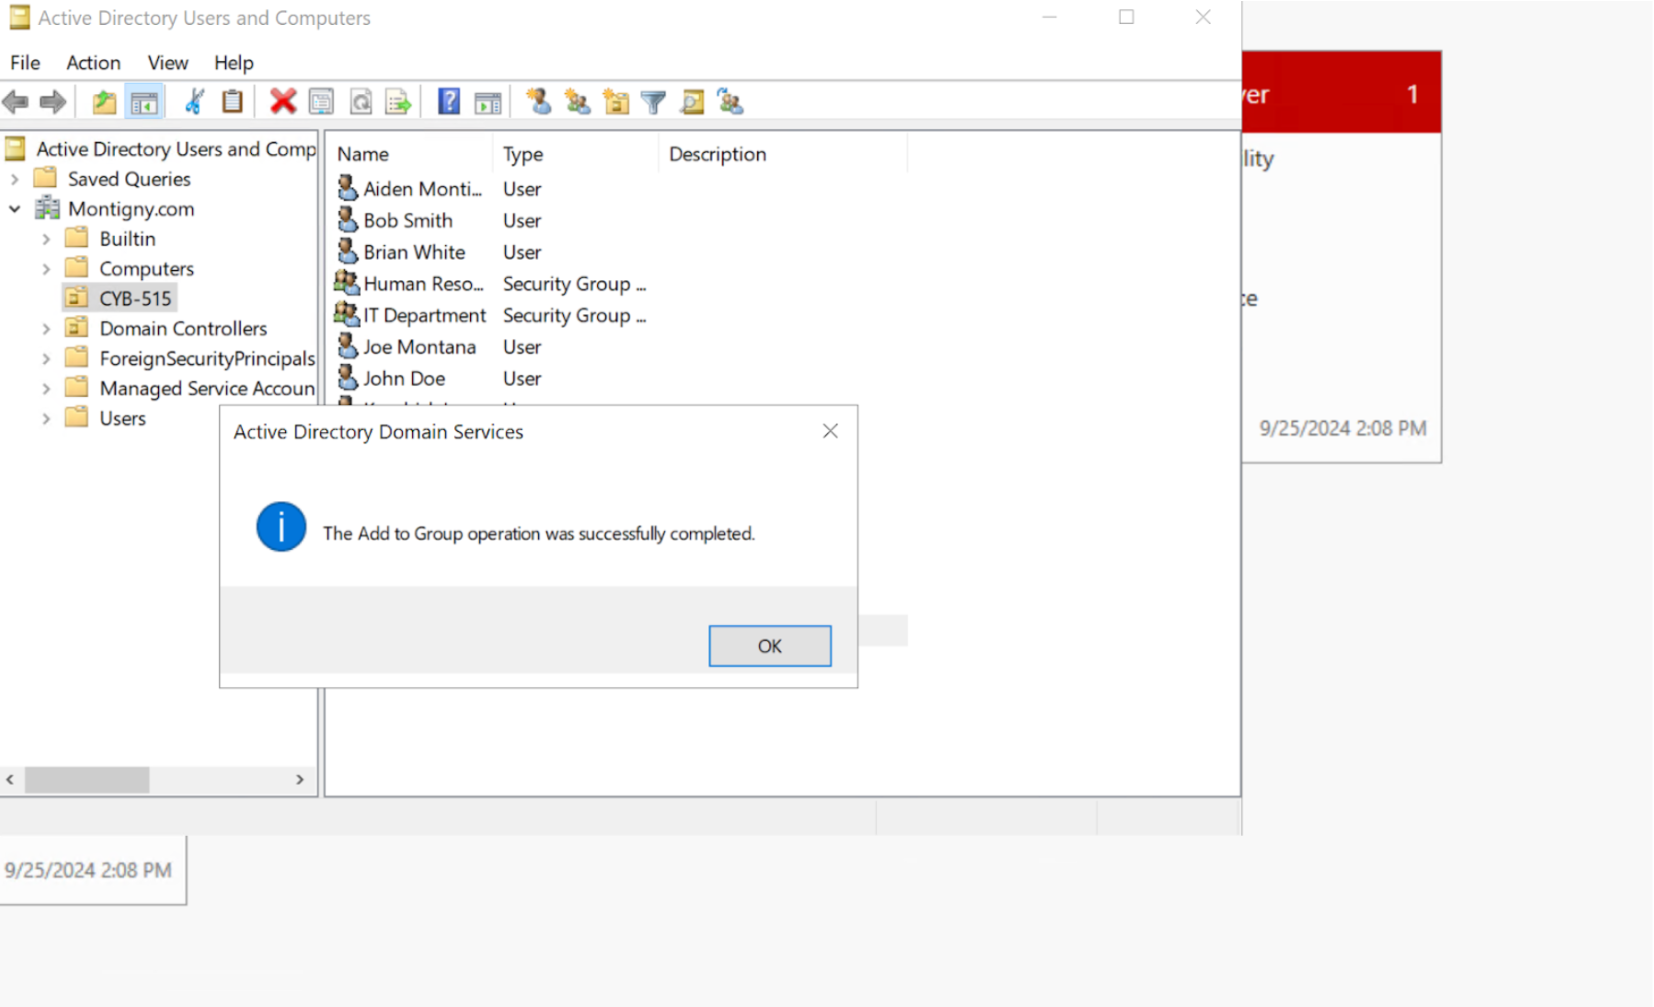 Active Directory Users and Computers
File Action View Help
Active Directory Users and Comp
Saved Queries
Montigny.com
Builtin
Computers
CYB-515
Domain Controllers
ForeignSecurityPrincipals
Managed Service Accoun
Users
Name Type Description
Aiden Monti... User
Bob Smith User
Brian White User
Human Reso... Security Group ...
IT Department Security Group ...
Joe Montana User
John Doe User
Active Directory Domain Services
i
The Add to Group operation was successfully completed.
OK
ver 1
lity
ce
9/25/2024 2:08 PM
9/25/2024 2:08 PM